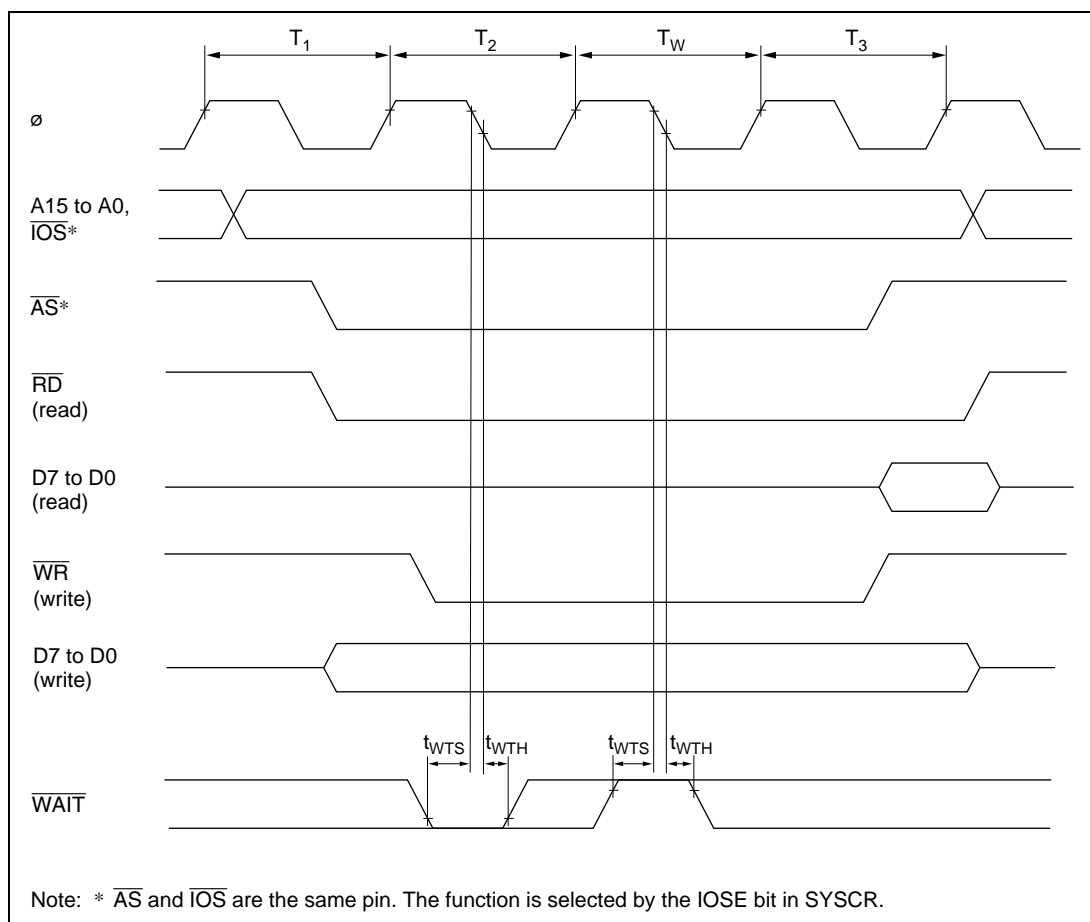 T1 T2 TW T3
ø
A15 to A0,
IOS*
AS*
RD
(read)
D7 to D0
(read)
WR
(write)
D7 to D0
(write)
tWTS tWTH tWTS tWTH
WAIT
Note: * AS and IOS are the same pin. The function is selected by the IOSE bit in SYSCR.